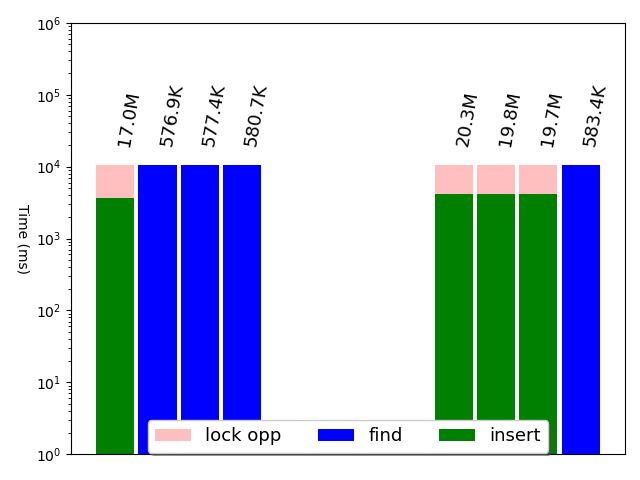 10^6
10^5
10^4
10^3
10^2
10^1
10^0
Time (ms)
17.0M
576.9K
577.4K
580.7K
20.3M
19.8M
19.7M
583.4K
lock opp
find
insert